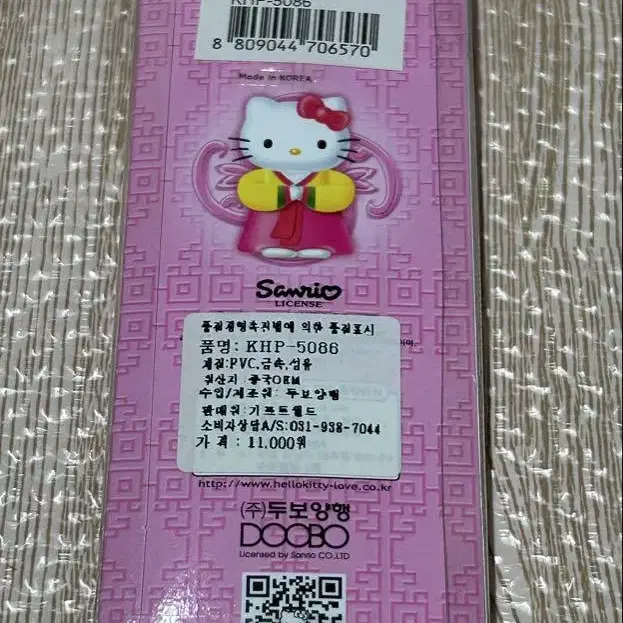 KHP-5086
8 809044 706570
Made in KOREA
Sanrio
LICENSE
품질경영촉진법에 의한 품질표시
품명: KHP-5086
재질:PVC,금속,섬유
원산지 :중국OEM
수입/제조원: 두보양행
판매원:기프트월드
소비자상담A/S:031-938-7044
가 격 : 11,000원
http://www.hellokitty-love.co.kr
(주)두보양행
DOOBO
Licensed by Sanrio CO.,LTD